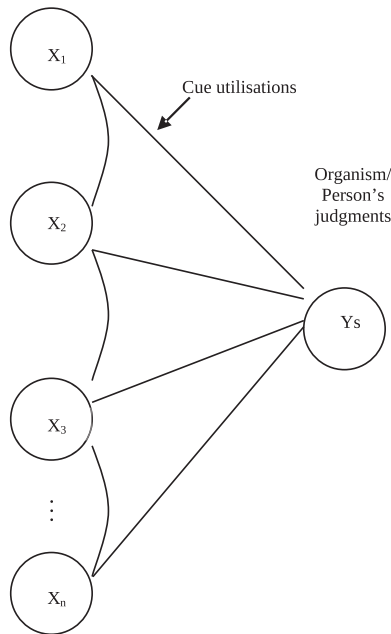 X₁
Cue utilisations
Organism/
Person’s
judgments
X₂
Ys
X₃
⋮
Xₙ